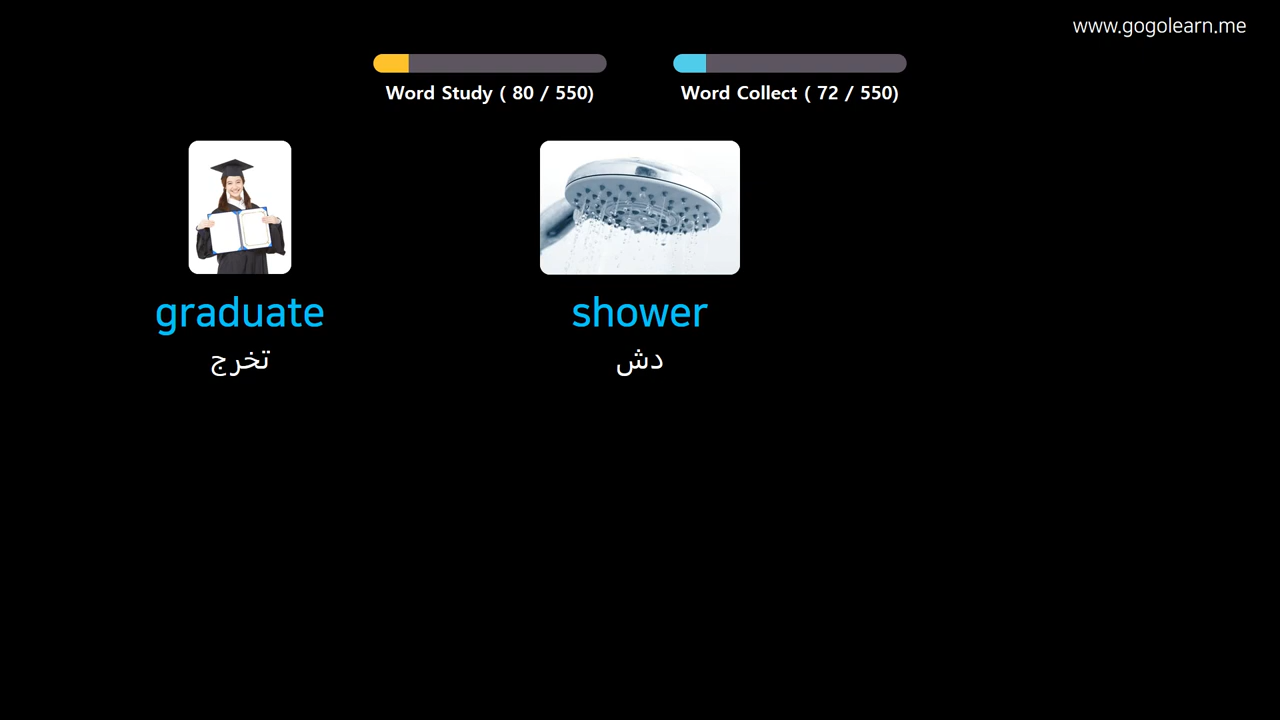 www.gogolearn.me
Word Study ( 80 / 550)
Word Collect ( 72 / 550)
graduate
تخرج
shower
دش